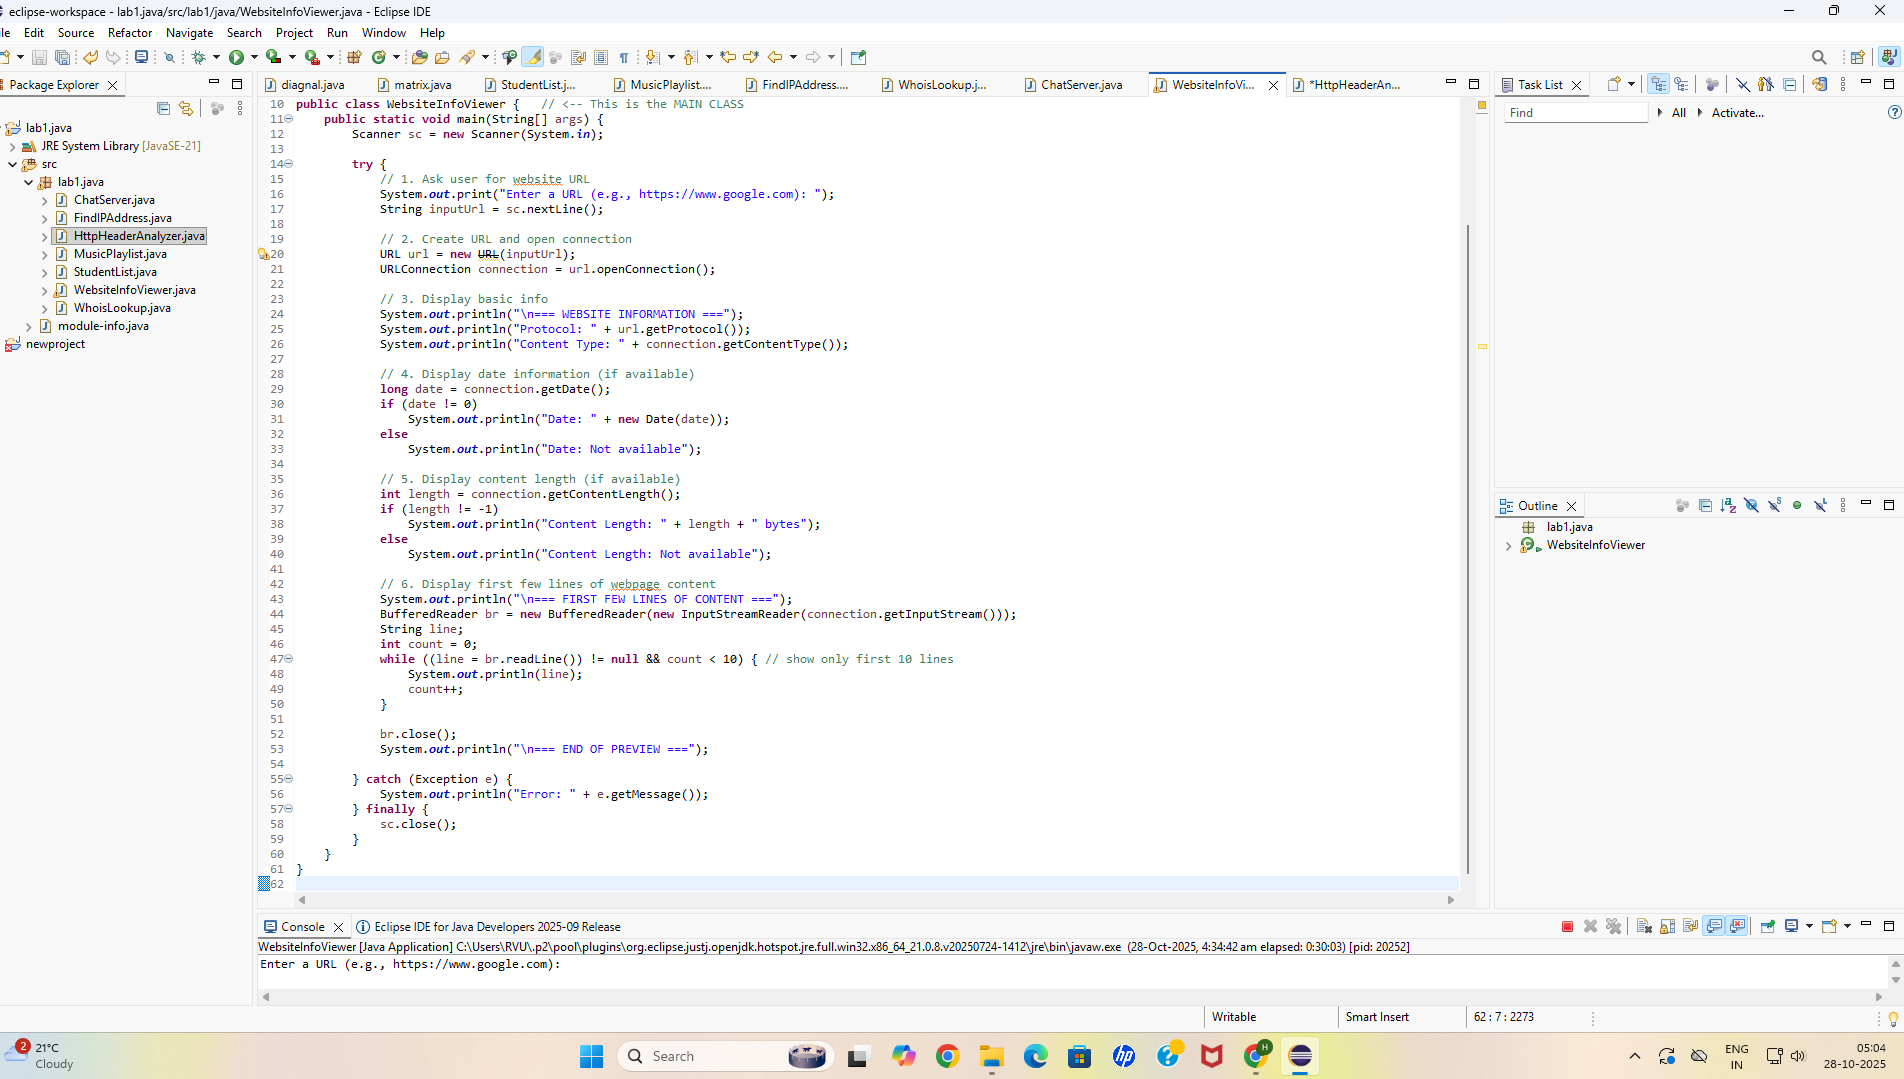 eclipse-workspace - lab1.java/src/lab1/java/WebsiteInfoViewer.java - Eclipse IDE
Edit Source Refactor Navigate Search Project Run Window Help
Package Explorer
diagnal.java matrix.java StudentList.j... MusicPlaylist.... FindIPAddress.... WhoisLookup.j... ChatServer.java WebsiteInfoVi... *HttpHeaderAn...
lab1.java
JRE System Library [JavaSE-21]
src
lab1.java
ChatServer.java
FindIPAddress.java
HttpHeaderAnalyzer.java
MusicPlaylist.java
StudentList.java
WebsiteInfoViewer.java
WhoisLookup.java
module-info.java
newproject
10 public class WebsiteInfoViewer {   // <-- This is the MAIN CLASS
11     public static void main(String[] args) {
12         Scanner sc = new Scanner(System.in);
13
14         try {
15             // 1. Ask user for website URL
16             System.out.print("Enter a URL (e.g., https://www.google.com): ");
17             String inputUrl = sc.nextLine();
18
19             // 2. Create URL and open connection
20             URL url = new URL(inputUrl);
21             URLConnection connection = url.openConnection();
22
23             // 3. Display basic info
24             System.out.println("\n=== WEBSITE INFORMATION ===");
25             System.out.println("Protocol: " + url.getProtocol());
26             System.out.println("Content Type: " + connection.getContentType());
27
28             // 4. Display date information (if available)
29             long date = connection.getDate();
30             if (date != 0)
31                 System.out.println("Date: " + new Date(date));
32             else
33                 System.out.println("Date: Not available");
34
35             // 5. Display content length (if available)
36             int length = connection.getContentLength();
37             if (length != -1)
38                 System.out.println("Content Length: " + length + " bytes");
39             else
40                 System.out.println("Content Length: Not available");
41
42             // 6. Display first few lines of webpage content
43             System.out.println("\n=== FIRST FEW LINES OF CONTENT ===");
44             BufferedReader br = new BufferedReader(new InputStreamReader(connection.getInputStream()));
45             String line;
46             int count = 0;
47             while ((line = br.readLine()) != null && count < 10) { // show only first 10 lines
48                 System.out.println(line);
49                 count++;
50             }
51
52             br.close();
53             System.out.println("\n=== END OF PREVIEW ===");
54
55         } catch (Exception e) {
56             System.out.println("Error: " + e.getMessage());
57         } finally {
58             sc.close();
59         }
60     }
61 }
62
Task List
Find All Activate...
Outline
lab1.java
WebsiteInfoViewer
Console Eclipse IDE for Java Developers 2025-09 Release
WebsiteInfoViewer [Java Application] C:\Users\RVU\.p2\pool\plugins\org.eclipse.justj.openjdk.hotspot.jre.full.win32.x86_64_21.0.8.v20250724-1412\jre\bin\javaw.exe (28-Oct-2025, 4:34:42 am elapsed: 0:30:03) [pid: 20252]
Enter a URL (e.g., https://www.google.com):
Writable Smart Insert 62 : 7 : 2273
2
21°C
Cloudy
Search
hp
H
ENG
IN
05:04
28-10-2025